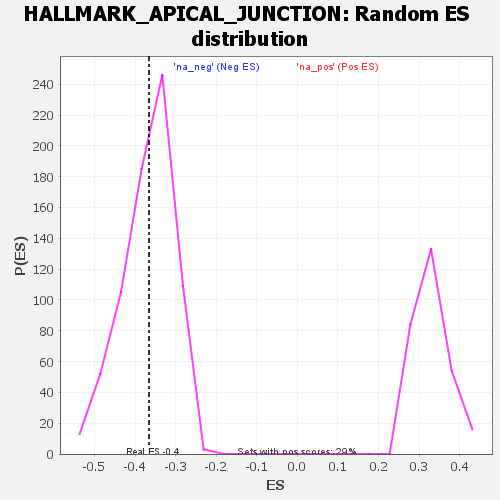 HALLMARK_APICAL_JUNCTION: Random ES
distribution
'na_neg' (Neg ES) 'na_pos' (Pos ES)
240
220
200
180
160
140
120
100
80
60
40
20
0
P(ES)
Real ES -0.4 Sets with pos scores: 29%
-0.5 -0.4 -0.3 -0.2 -0.1 0.0 0.1 0.2 0.3 0.4
ES